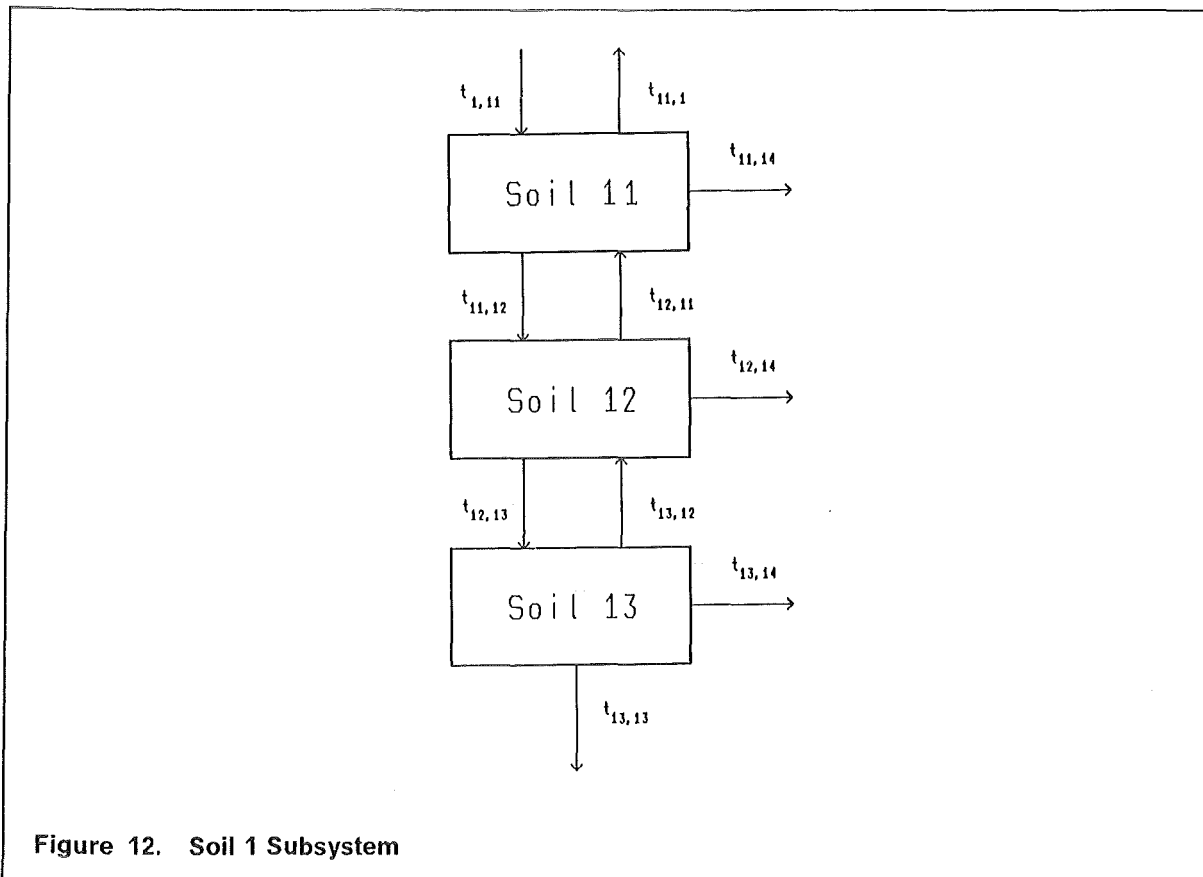 t1,11 t11,1
t11,14
Soil 11
t11,12 t12,11
t12,14
Soil 12
t12,13 t13,12
t13,14
Soil 13
t13,13
Figure 12. Soil 1 Subsystem